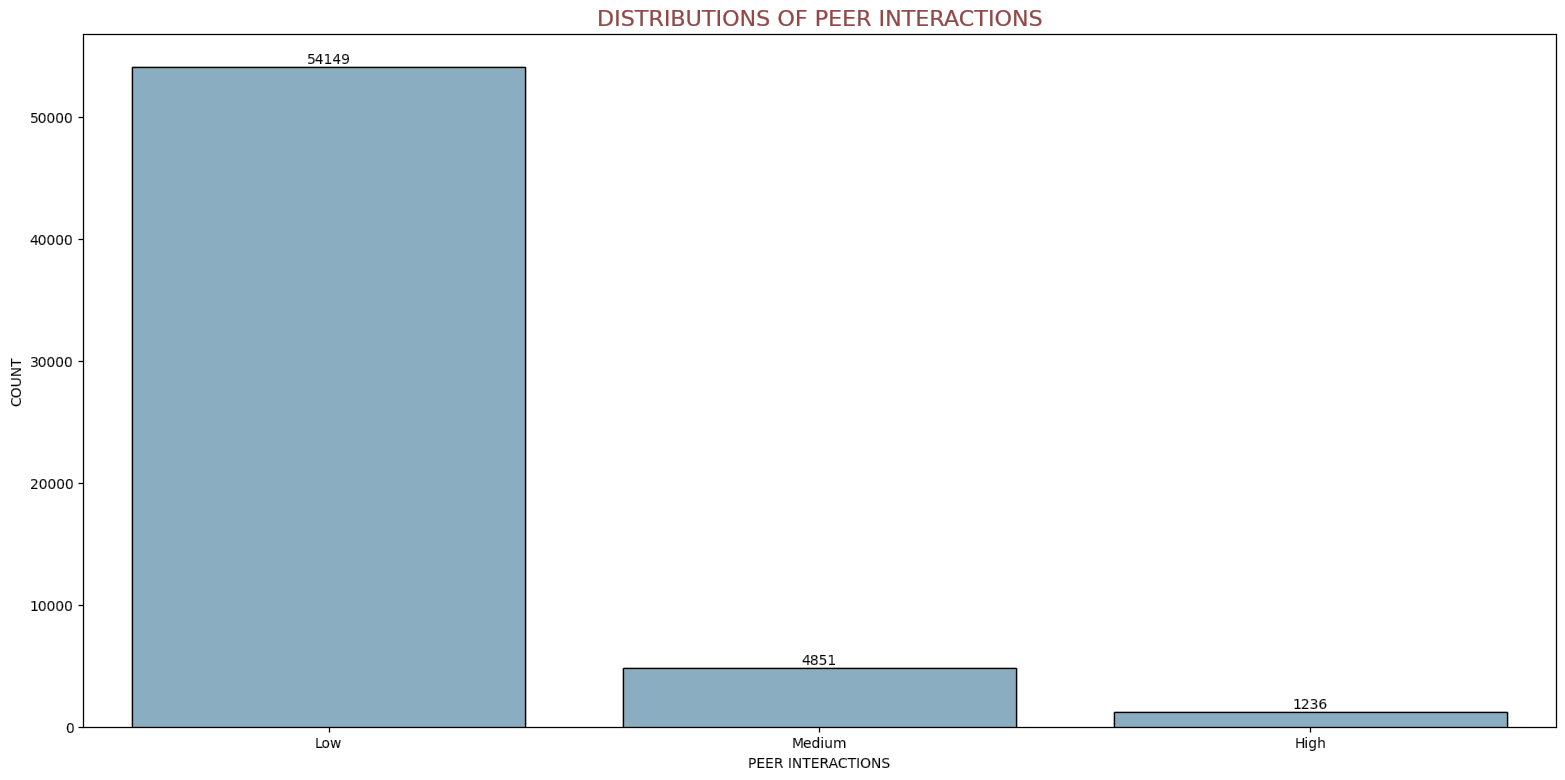 DISTRIBUTIONS OF PEER INTERACTIONS
54149
50000
40000
30000
20000
10000
0
COUNT
4851
1236
Low Medium High
PEER INTERACTIONS